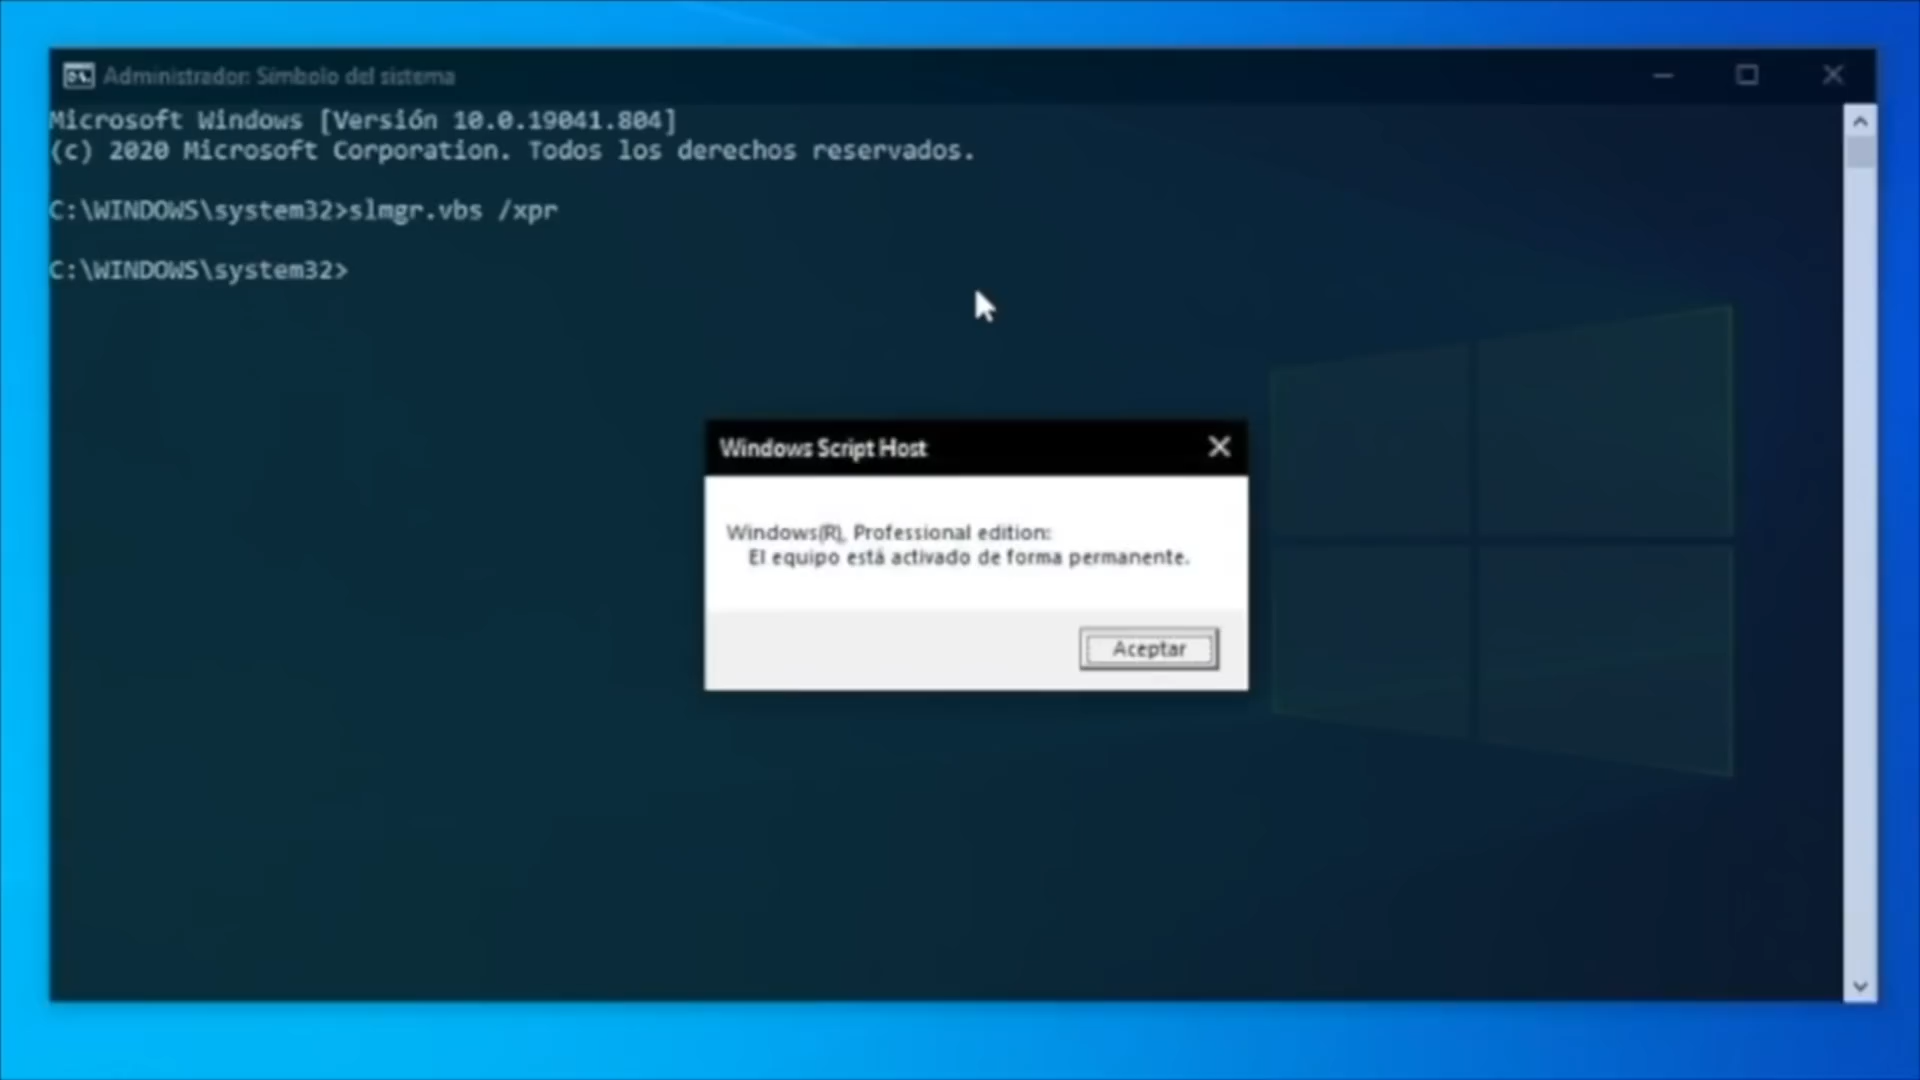 Administrador: Símbolo del sistema
Microsoft Windows [Versión 10.0.19041.804]
(c) 2020 Microsoft Corporation. Todos los derechos reservados.
C:\WINDOWS\system32>slmgr.vbs /xpr
C:\WINDOWS\system32>
Windows Script Host
Windows(R), Professional edition:
El equipo está activado de forma permanente.
Aceptar